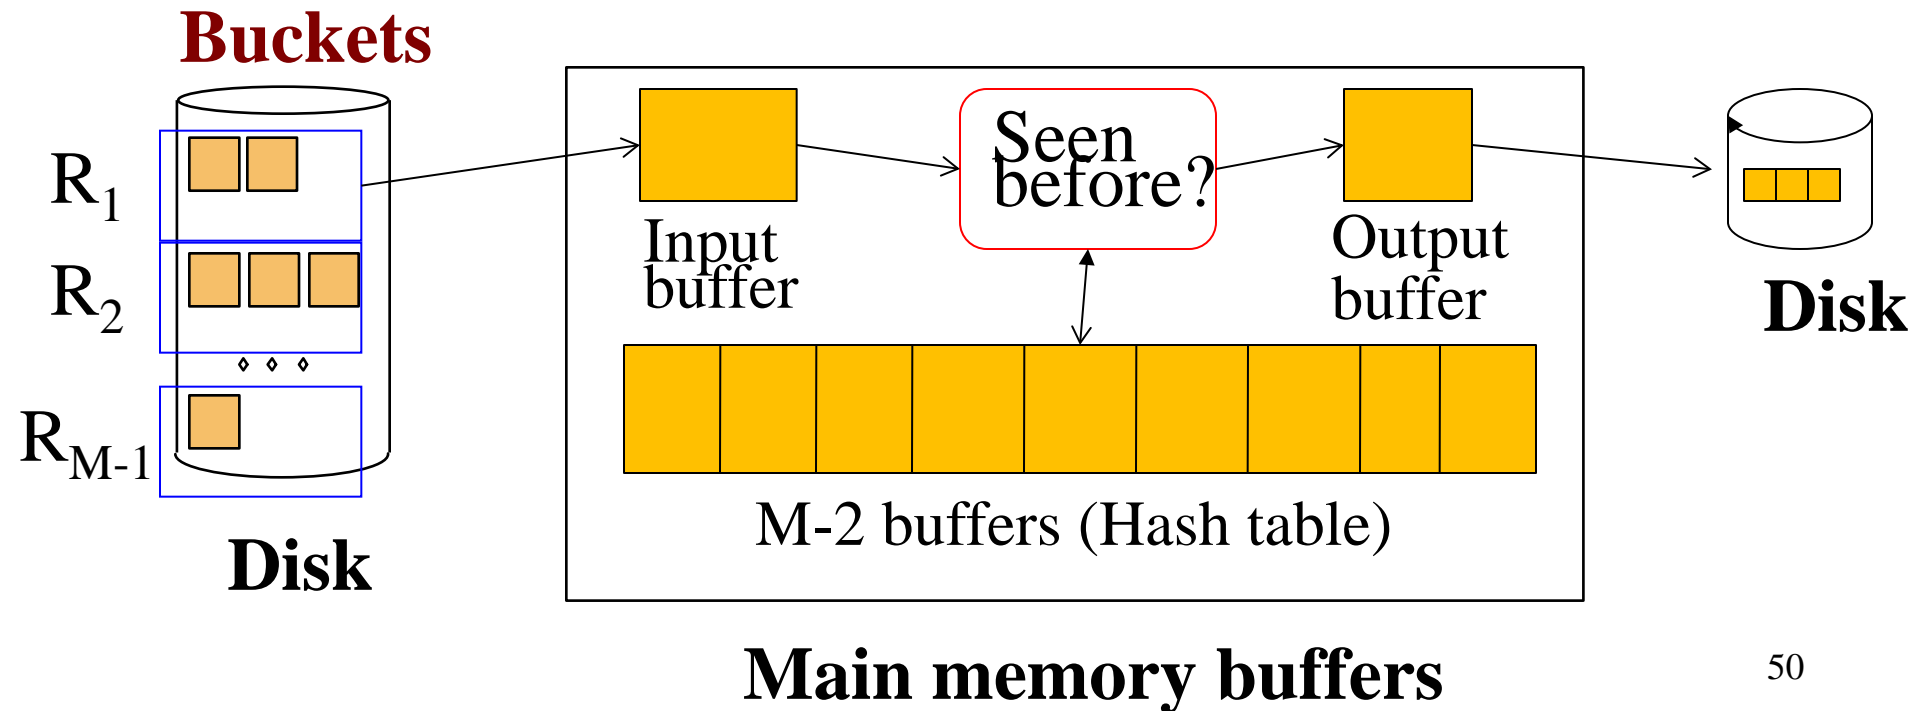 Buckets
R1
R2
RM-1
Disk
Input
buffer
Seen
before?
Output
buffer
Disk
M-2 buffers (Hash table)
Main memory buffers
50